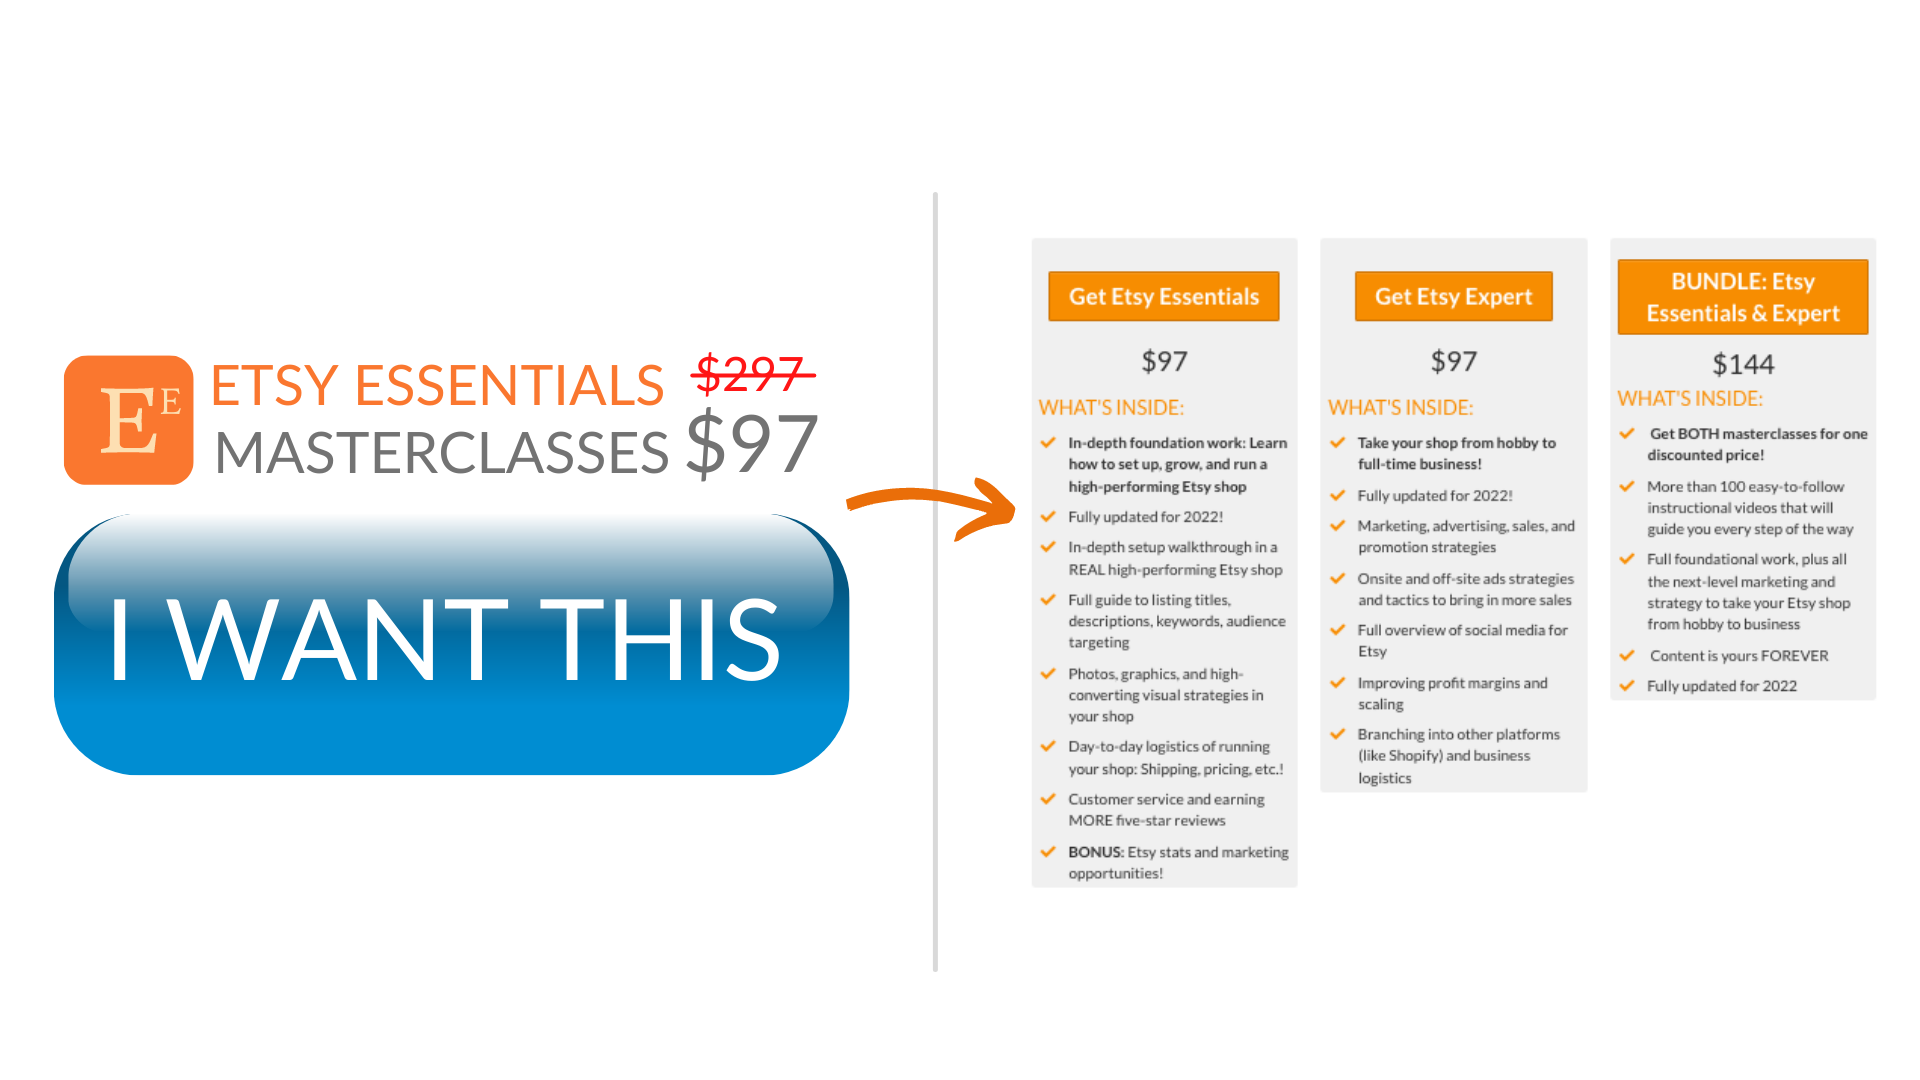 E E
ETSY ESSENTIALS $297
MASTERCLASSES $97
I WANT THIS
Get Etsy Essentials
$97
WHAT'S INSIDE:
In-depth foundation work: Learn
how to set up, grow, and run a
high-performing Etsy shop
Fully updated for 2022!
In-depth setup walkthrough in a
REAL high-performing Etsy shop
Full guide to listing titles,
descriptions, keywords, audience
targeting
Photos, graphics, and high-
converting visual strategies in
your shop
Day-to-day logistics of running
your shop: Shipping, pricing, etc.!
Customer service and earning
MORE five-star reviews
BONUS: Etsy stats and marketing
opportunities!
Get Etsy Expert
$97
WHAT'S INSIDE:
Take your shop from hobby to
full-time business!
Fully updated for 2022!
Marketing, advertising, sales, and
promotion strategies
Onsite and off-site ads strategies
and tactics to bring in more sales
Full overview of social media for
Etsy
Improving profit margins and
scaling
Branching into other platforms
(like Shopify) and business
logistics
BUNDLE: Etsy
Essentials & Expert
$144
WHAT'S INSIDE:
Get BOTH masterclasses for one
discounted price!
More than 100 easy-to-follow
instructional videos that will
guide you every step of the way
Full foundational work, plus all
the next-level marketing and
strategy to take your Etsy shop
from hobby to business
Content is yours FOREVER
Fully updated for 2022